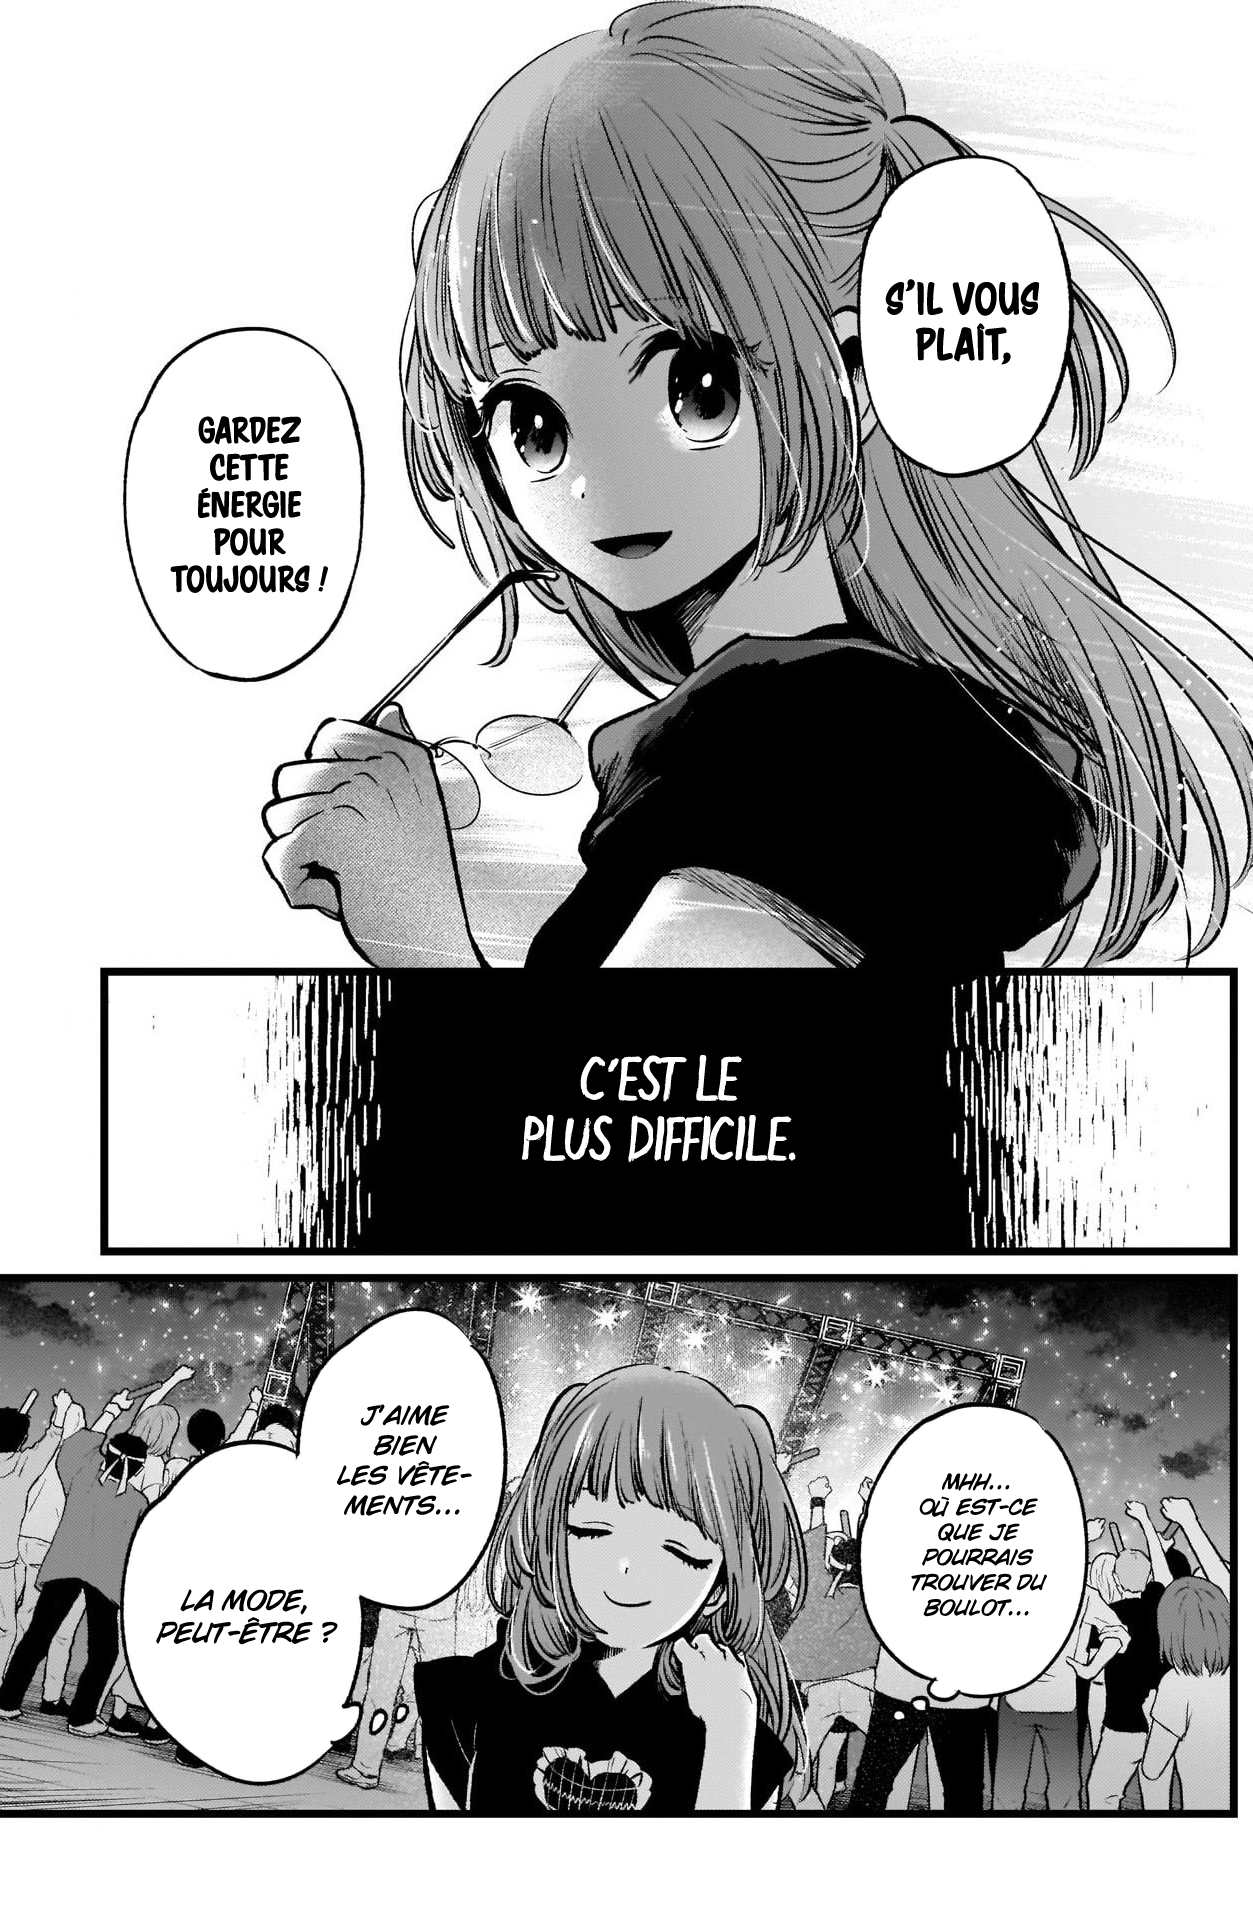 S'IL VOUS
PLAÎT,
GARDEZ
CETTE
ÉNERGIE
POUR
TOUJOURS !
C'EST LE
PLUS DIFFICILE.
MHH...
OÙ EST-CE
QUE JE
POURRAIS
TROUVER DU
BOULOT...
J'AIME
BIEN
LES VÊTE-
MENTS...
LA MODE,
PEUT-ÊTRE ?